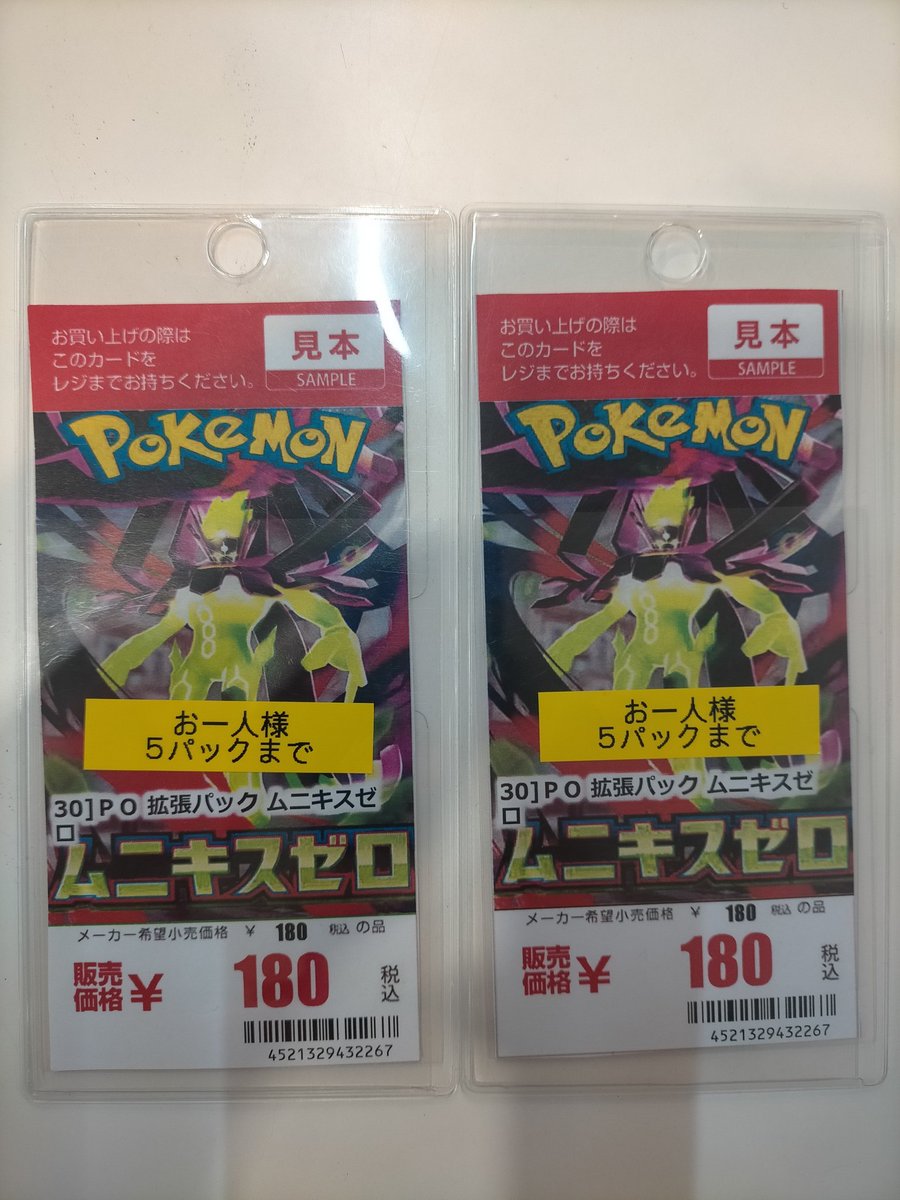 お買い上げの際は
このカードを
レジまでお持ちください。
見本
SAMPLE
POKéMON
お一人様
5パックまで
30]PO 拡張パック ムニキスゼ
ロ
ムニキスゼロ
メーカー希望小売価格 ¥ 180 税込 の品
販売
価格 ¥ 180 税込
4521329432267
お買い上げの際は
このカードを
レジまでお持ちください。
見本
SAMPLE
POKéMON
お一人様
5パックまで
30]PO 拡張パック ムニキスゼ
ロ
ムニキスゼロ
メーカー希望小売価格 ¥ 180 税込 の品
販売
価格 ¥ 180 税込
4521329432267